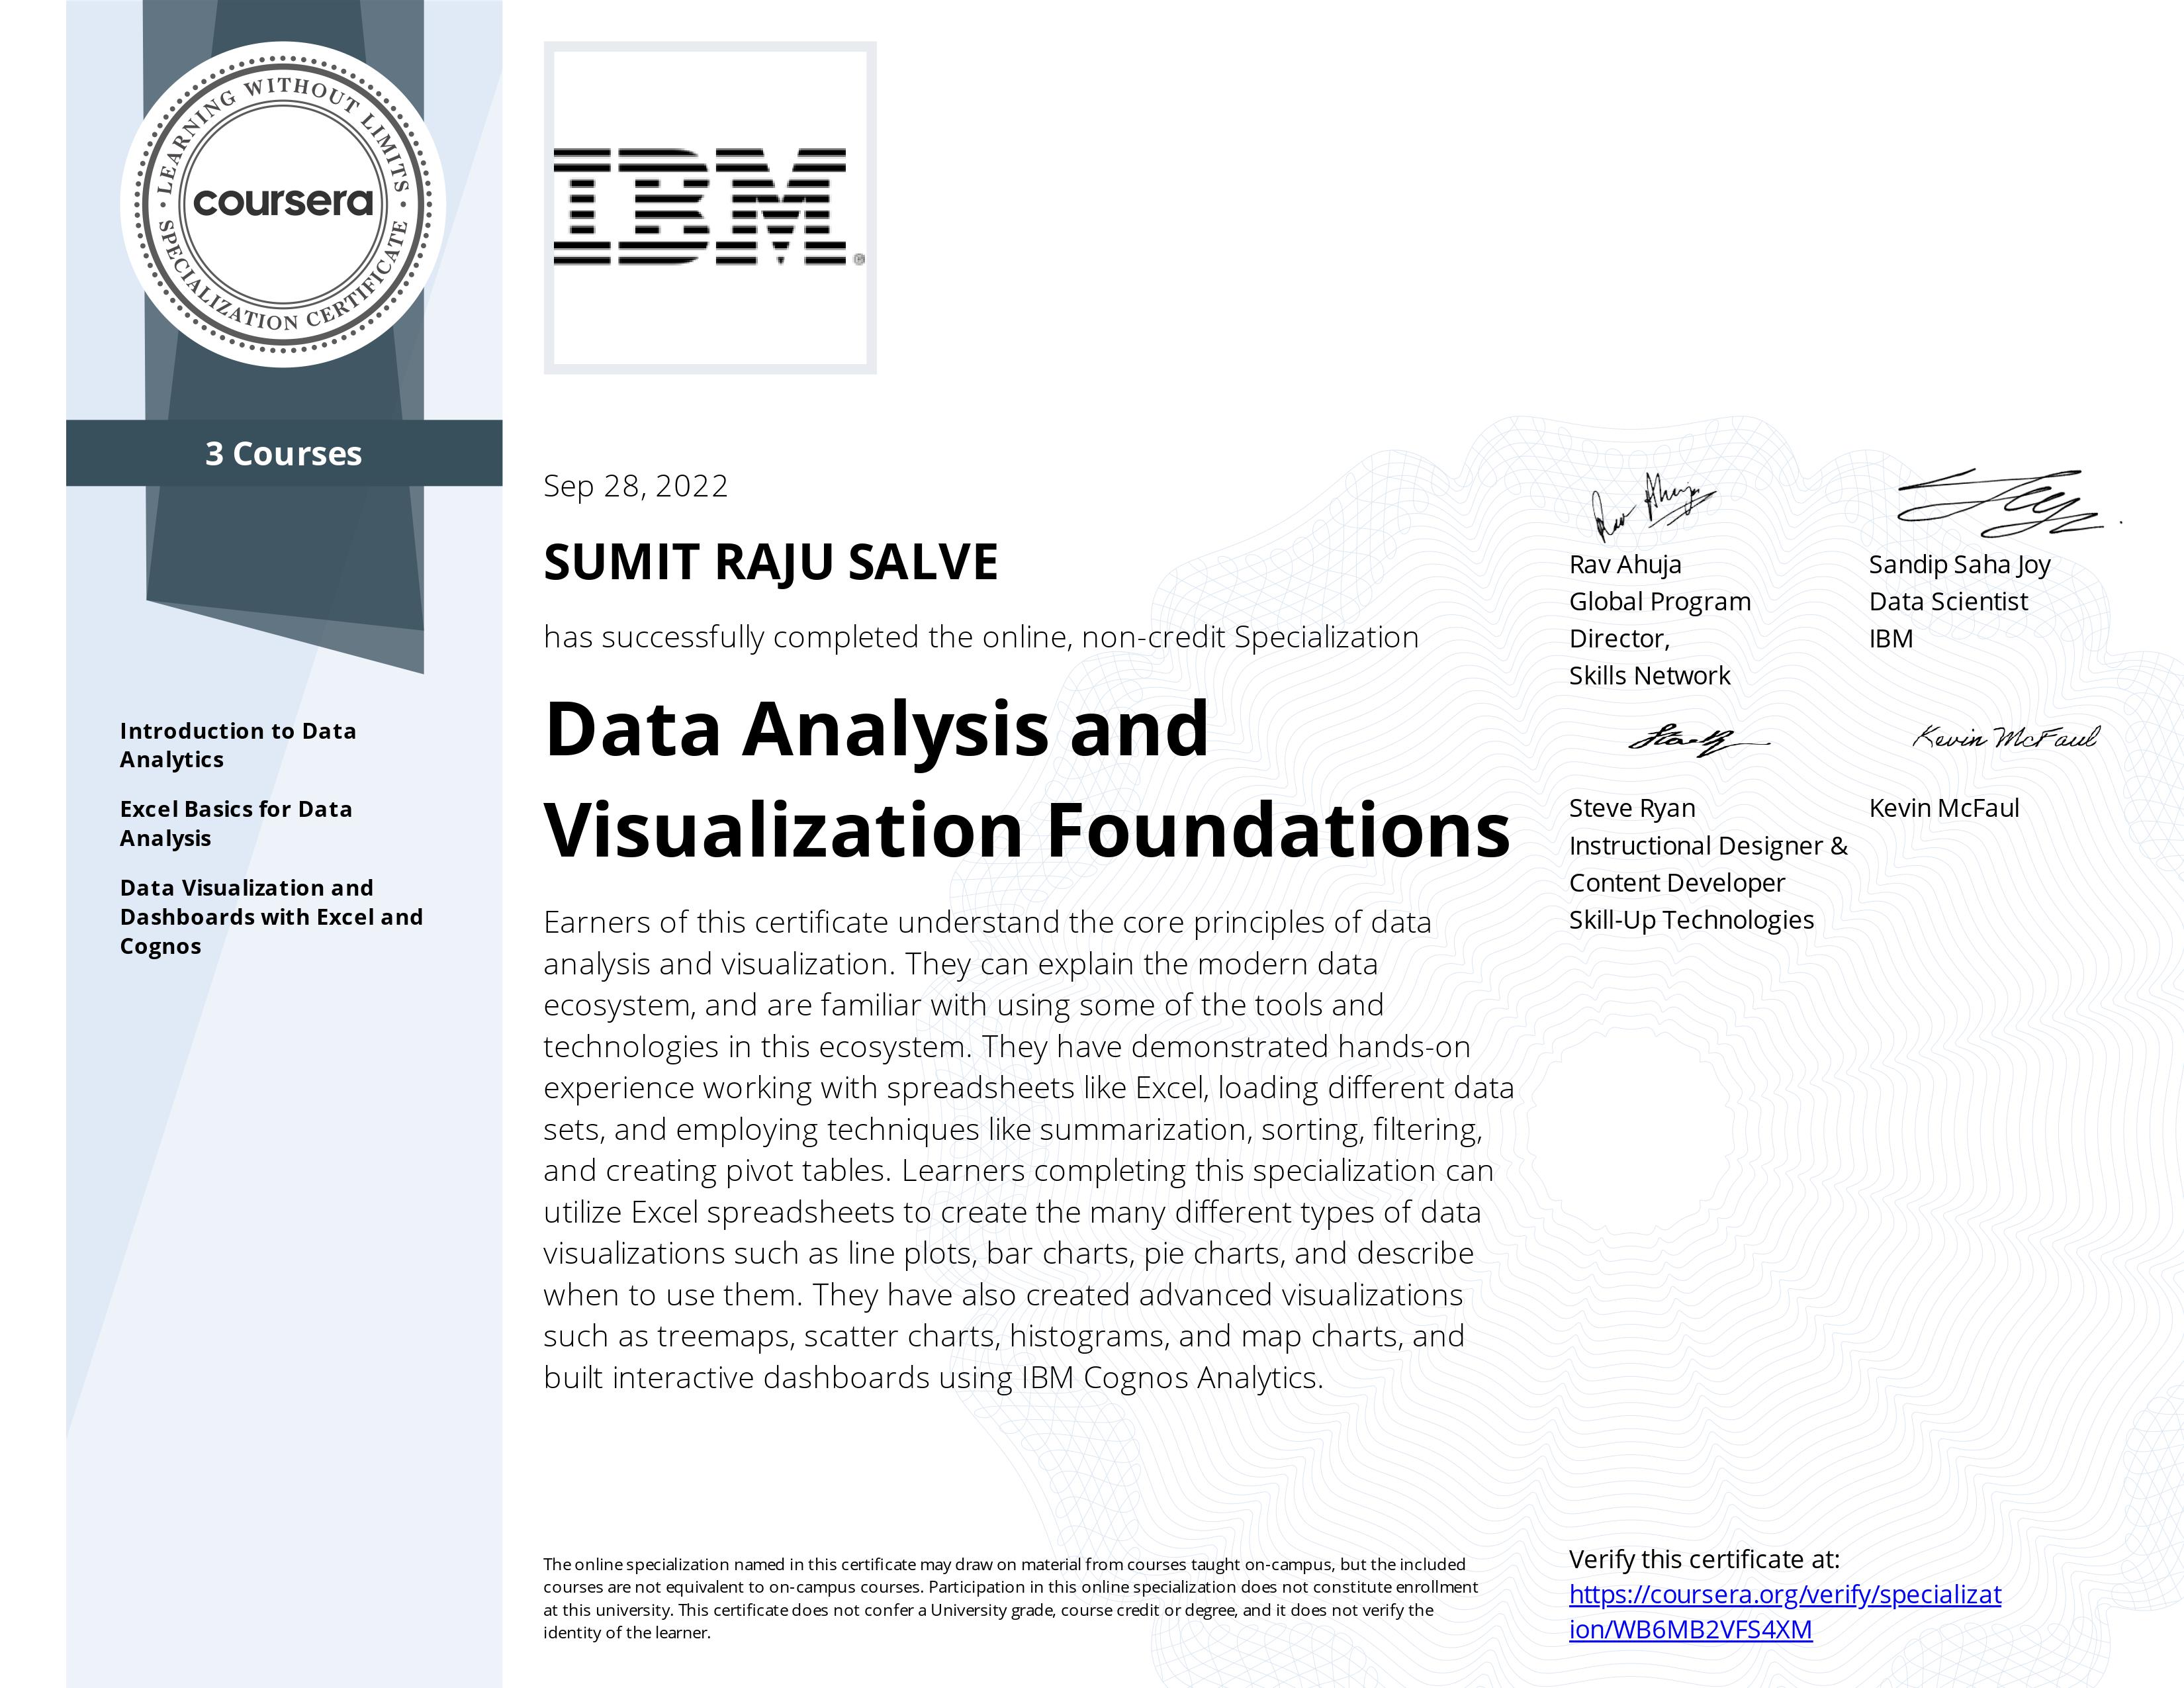 LEARNING WITHOUT LIMITS
coursera
SPECIALIZATION CERTIFICATE
3 Courses
Introduction to Data
Analytics
Excel Basics for Data
Analysis
Data Visualization and
Dashboards with Excel and
Cognos
IBM®
Sep 28, 2022
SUMIT RAJU SALVE
has successfully completed the online, non-credit Specialization
Data Analysis and
Visualization Foundations
Earners of this certificate understand the core principles of data
analysis and visualization. They can explain the modern data
ecosystem, and are familiar with using some of the tools and
technologies in this ecosystem. They have demonstrated hands-on
experience working with spreadsheets like Excel, loading different data
sets, and employing techniques like summarization, sorting, filtering,
and creating pivot tables. Learners completing this specialization can
utilize Excel spreadsheets to create the many different types of data
visualizations such as line plots, bar charts, pie charts, and describe
when to use them. They have also created advanced visualizations
such as treemaps, scatter charts, histograms, and map charts, and
built interactive dashboards using IBM Cognos Analytics.
Rav Ahuja
Rav Ahuja
Global Program
Director,
Skills Network
Joy
Sandip Saha Joy
Data Scientist
IBM
Steve Ryan
Instructional Designer &
Content Developer
Skill-Up Technologies
Kevin McFaul
Kevin McFaul
The online specialization named in this certificate may draw on material from courses taught on-campus, but the included
courses are not equivalent to on-campus courses. Participation in this online specialization does not constitute enrollment
at this university. This certificate does not confer a University grade, course credit or degree, and it does not verify the
identity of the learner.
Verify this certificate at:
https://coursera.org/verify/specializat
ion/WB6MB2VFS4XM